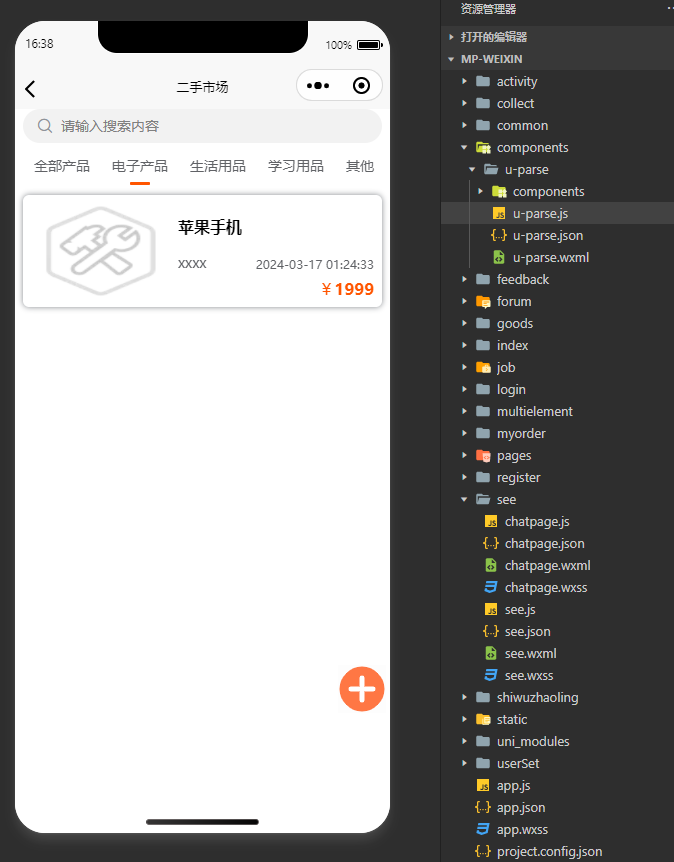 16:38
100%
二手市场
请输入搜索内容
全部产品 电子产品 生活用品 学习用品 其他
苹果手机
XXXX 2024-03-17 01:24:33
￥1999
资源管理器
打开的编辑器
MP-WEIXIN
activity
collect
common
components
u-parse
components
u-parse.js
u-parse.json
u-parse.wxml
feedback
forum
goods
index
job
login
multielement
myorder
pages
register
see
chatpage.js
chatpage.json
chatpage.wxml
chatpage.wxss
see.js
see.json
see.wxml
see.wxss
shiwuzhaoling
static
uni_modules
userSet
app.js
app.json
app.wxss
project.config.json